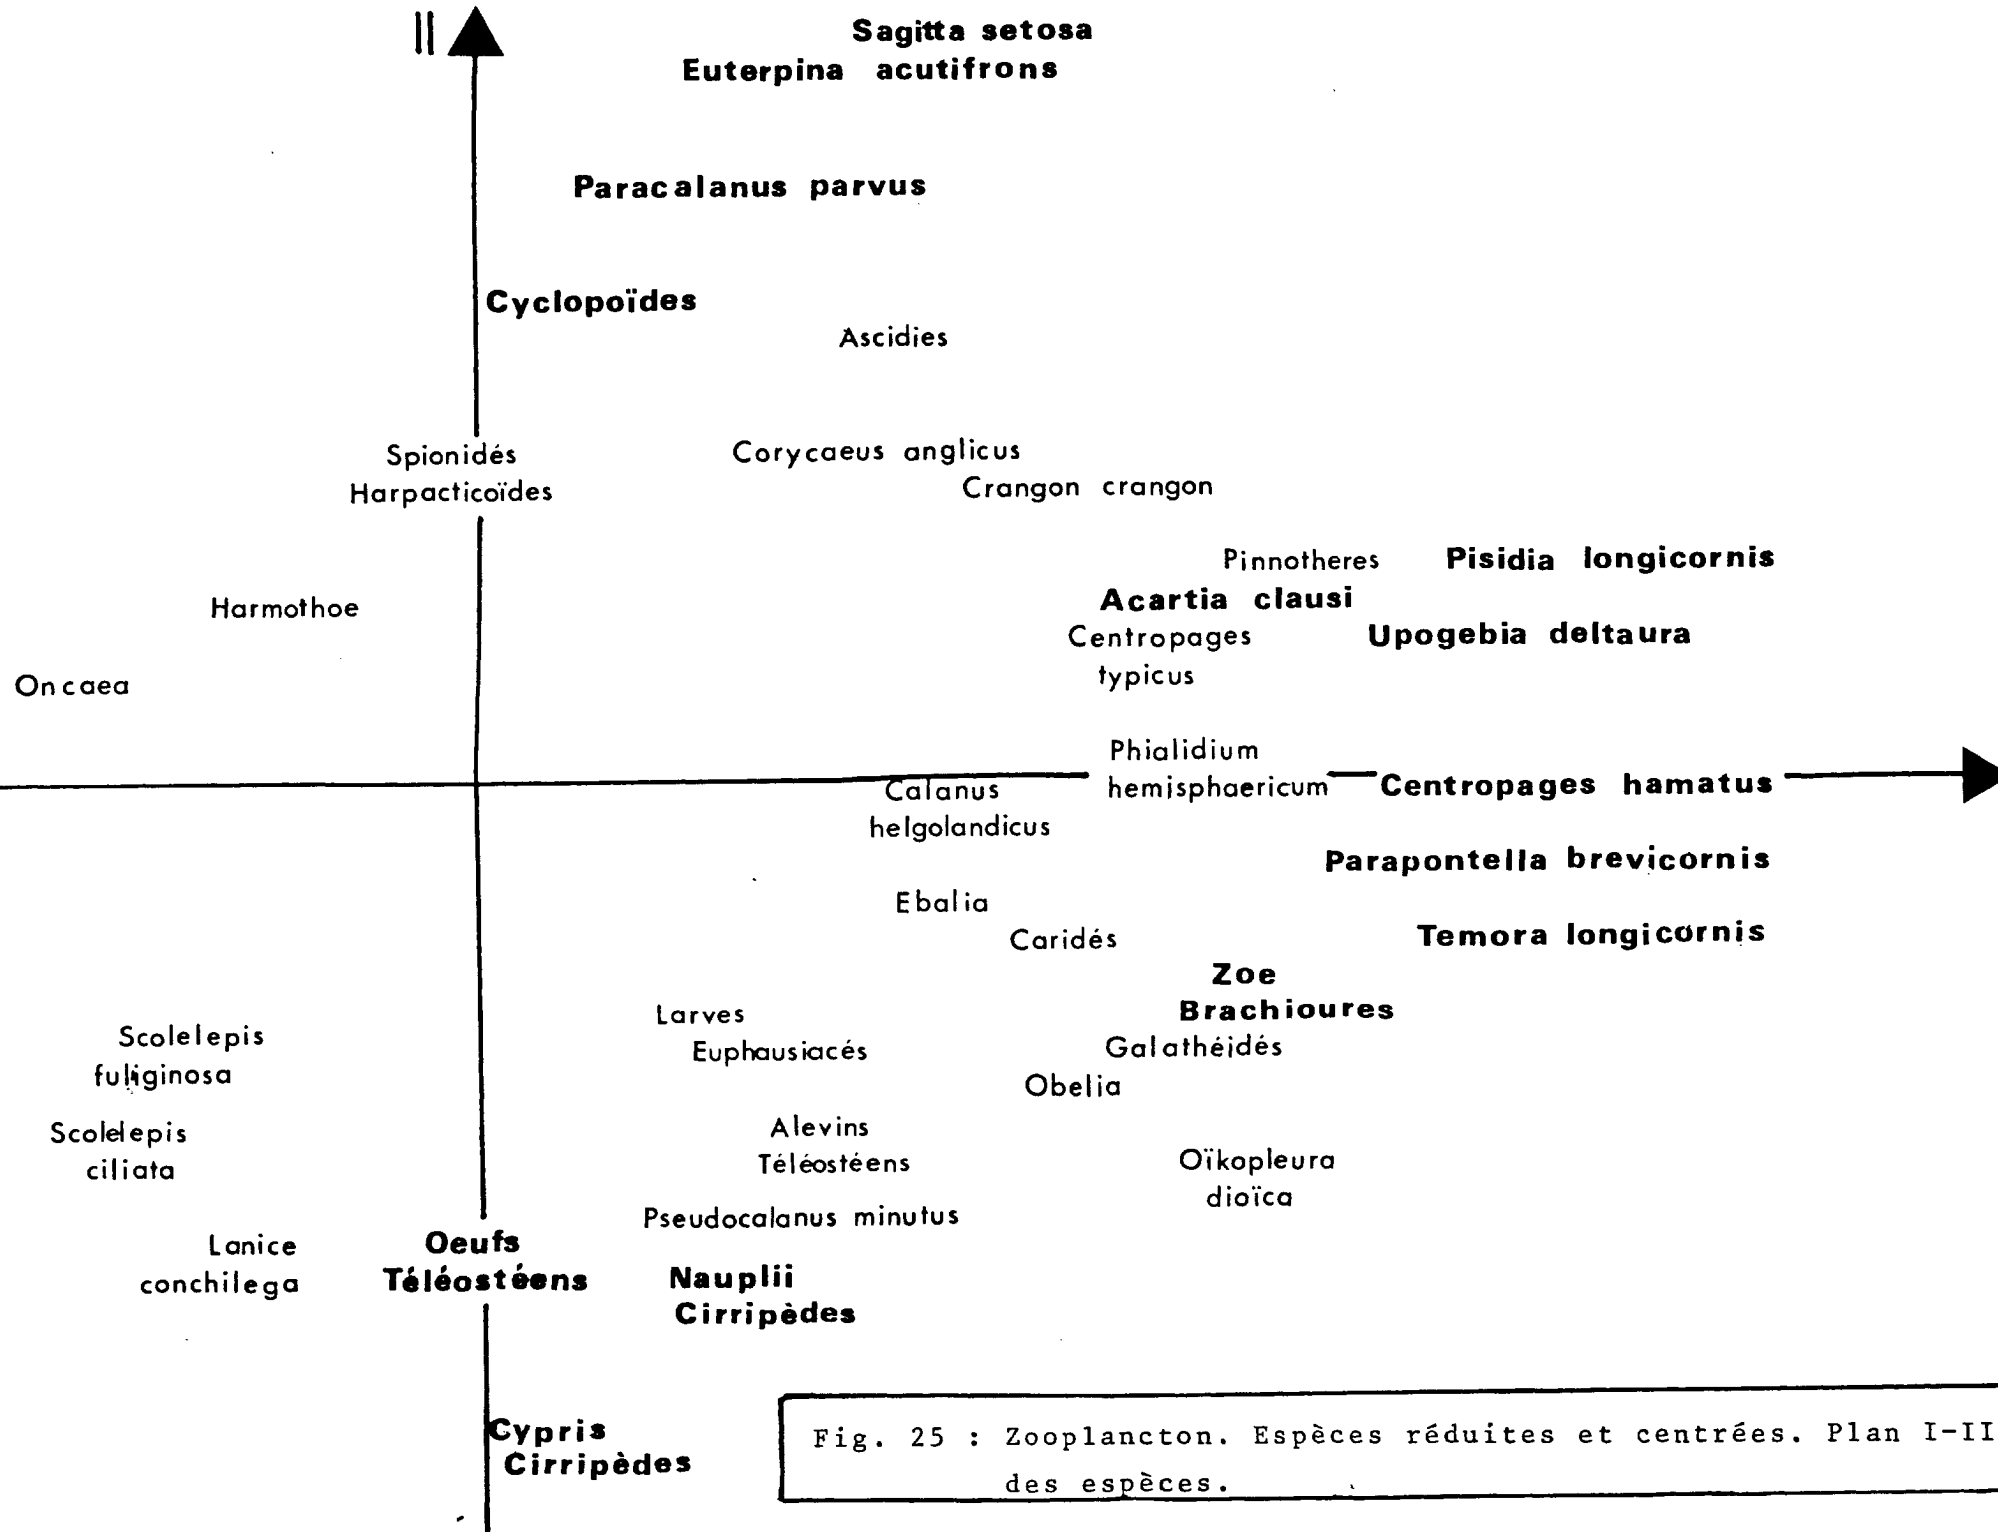 II
Sagitta setosa
Euterpina acutifrons
Paracalanus parvus
Cyclopoïdes
Ascidies
Spionidés
Harpacticoïdes
Corycaeus anglicus
Crangon crangon
Pinnotheres
Pisidia longicornis
Acartia clausi
Harmothoe
Centropages
typicus
Upogebia deltaura
Oncaea
Phialidium
hemisphaericum
Centropages hamatus
Calanus
helgolandicus
Parapontella brevicornis
Ebalia
Caridés
Temora longicornis
Zoe
Brachioures
Larves
Euphausiacés
Scolelepis
fuliginosa
Galathéidés
Obelia
Scolelepis
ciliata
Alevins
Téléostéens
Oïkopleura
dioïca
Pseudocalanus minutus
Lanice
conchilega
Oeufs
Téléostéens
Nauplii
Cirripèdes
Cypris
Cirripèdes
Fig. 25 : Zooplancton. Espèces réduites et centrées. Plan I-II
des espèces.